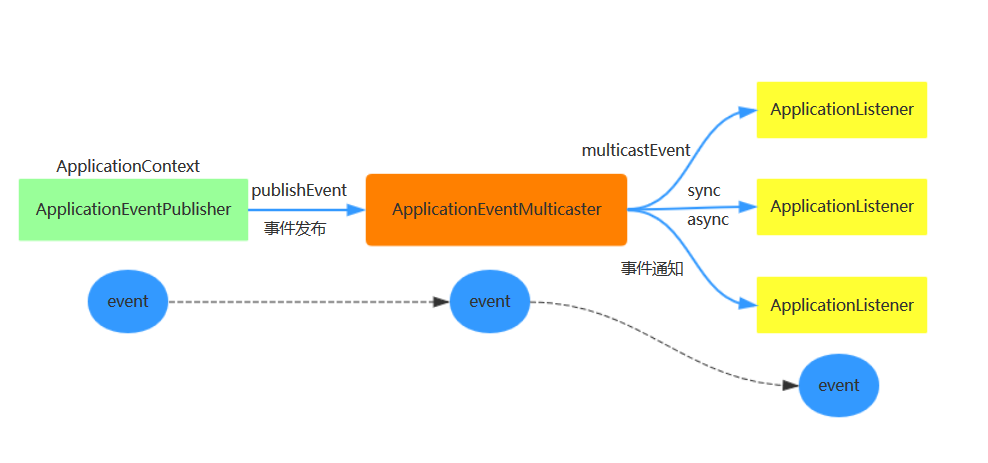 ApplicationContext
ApplicationEventPublisher
publishEvent
事件发布
ApplicationEventMulticaster
multicastEvent
sync
async
事件通知
ApplicationListener
ApplicationListener
ApplicationListener
event
event
event